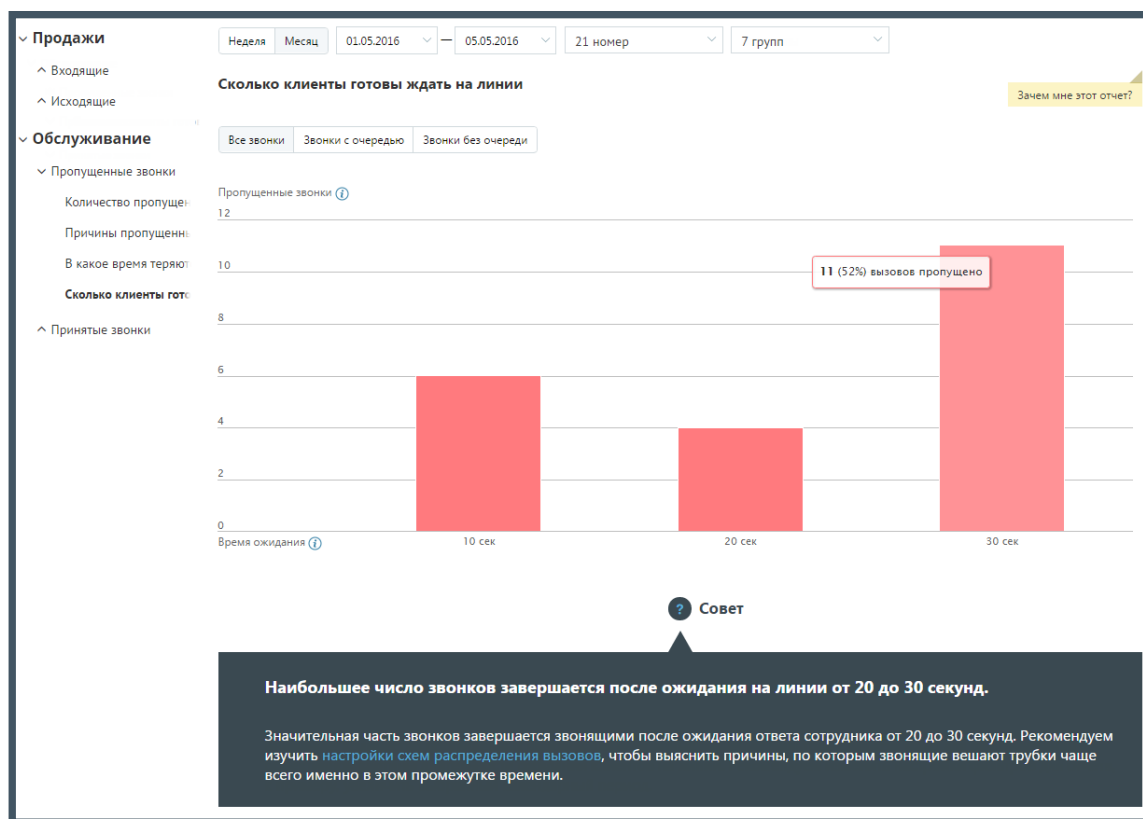 Продажи
Входящие
Исходящие
Обслуживание
Пропущенные звонки
Количество пропущен
Причины пропущенн
В какое время теряют
Сколько клиенты гото
Принятые звонки
Неделя Месяц 01.05.2016 — 05.05.2016 21 номер 7 групп
Сколько клиенты готовы ждать на линии
Зачем мне этот отчет?
Все звонки Звонки с очередью Звонки без очереди
Пропущенные звонки i
12
10
11 (52%) вызовов пропущено
8
6
4
2
0
Время ожидания i 10 сек 20 сек 30 сек
? Совет
Наибольшее число звонков завершается после ожидания на линии от 20 до 30 секунд.
Значительная часть звонков завершается звонящими после ожидания ответа сотрудника от 20 до 30 секунд. Рекомендуем
изучить настройки схем распределения вызовов, чтобы выяснить причины, по которым звонящие вешают трубки чаще
всего именно в этом промежутке времени.